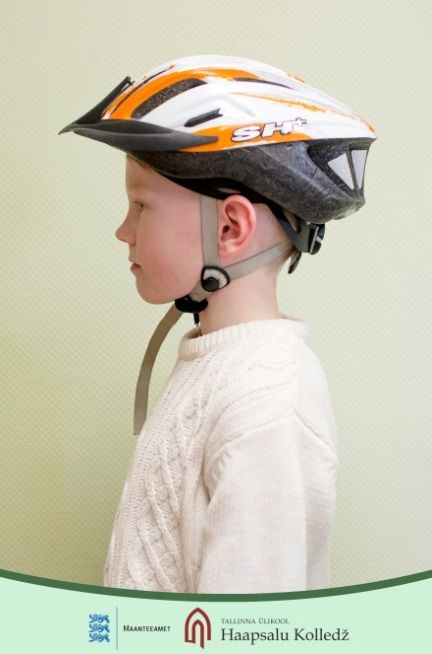 SH+
MAANTEEAMET
TALLINNA ÜLIKOOL
Haapsalu Kolledž